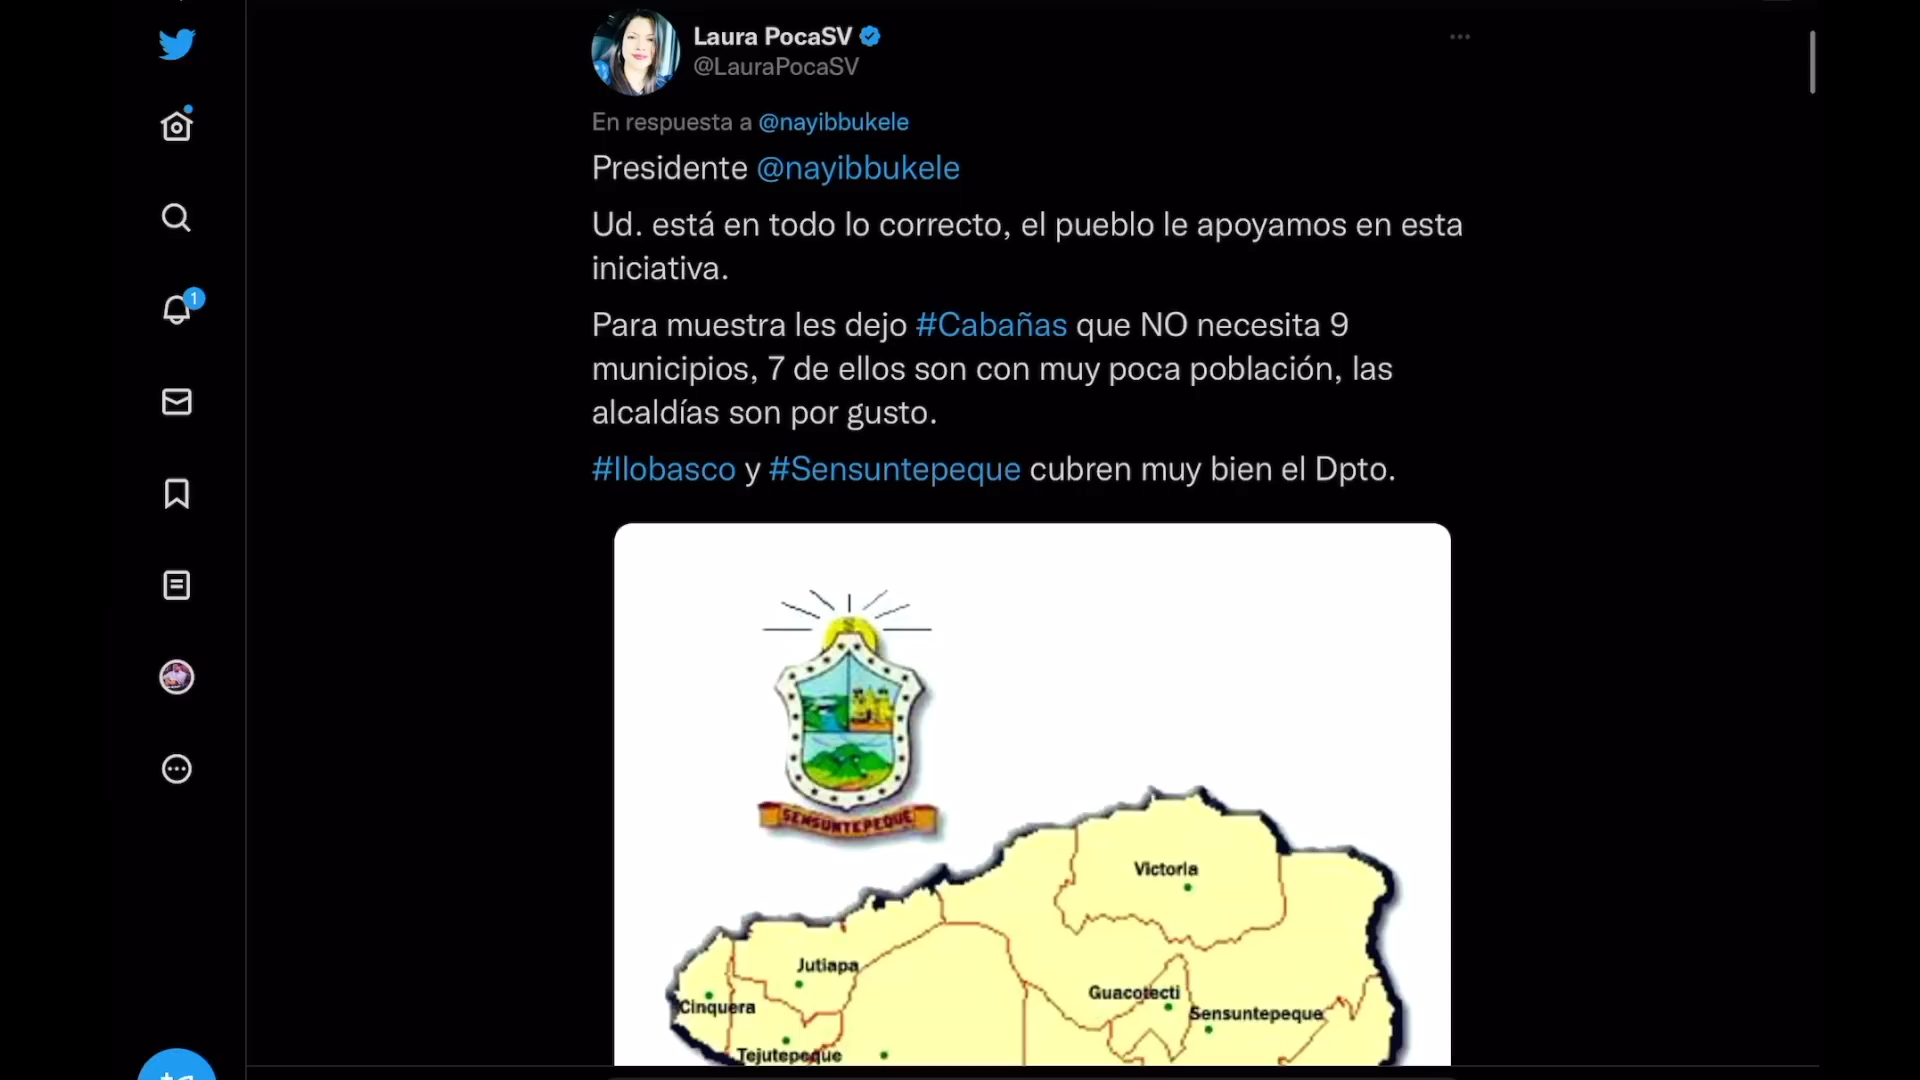 Laura PocaSV
@LauraPocaSV
En respuesta a @nayibbukele
Presidente @nayibbukele
Ud. está en todo lo correcto, el pueblo le apoyamos en esta
iniciativa.
Para muestra les dejo #Cabañas que NO necesita 9
municipios, 7 de ellos son con muy poca población, las
alcaldías son por gusto.
#Ilobasco y #Sensuntepeque cubren muy bien el Dpto.
1
SENSUNTEPEQUE
Victoria
Jutiapa
Guacotecti
Cinquera
Sensuntepeque
Tejutepeque